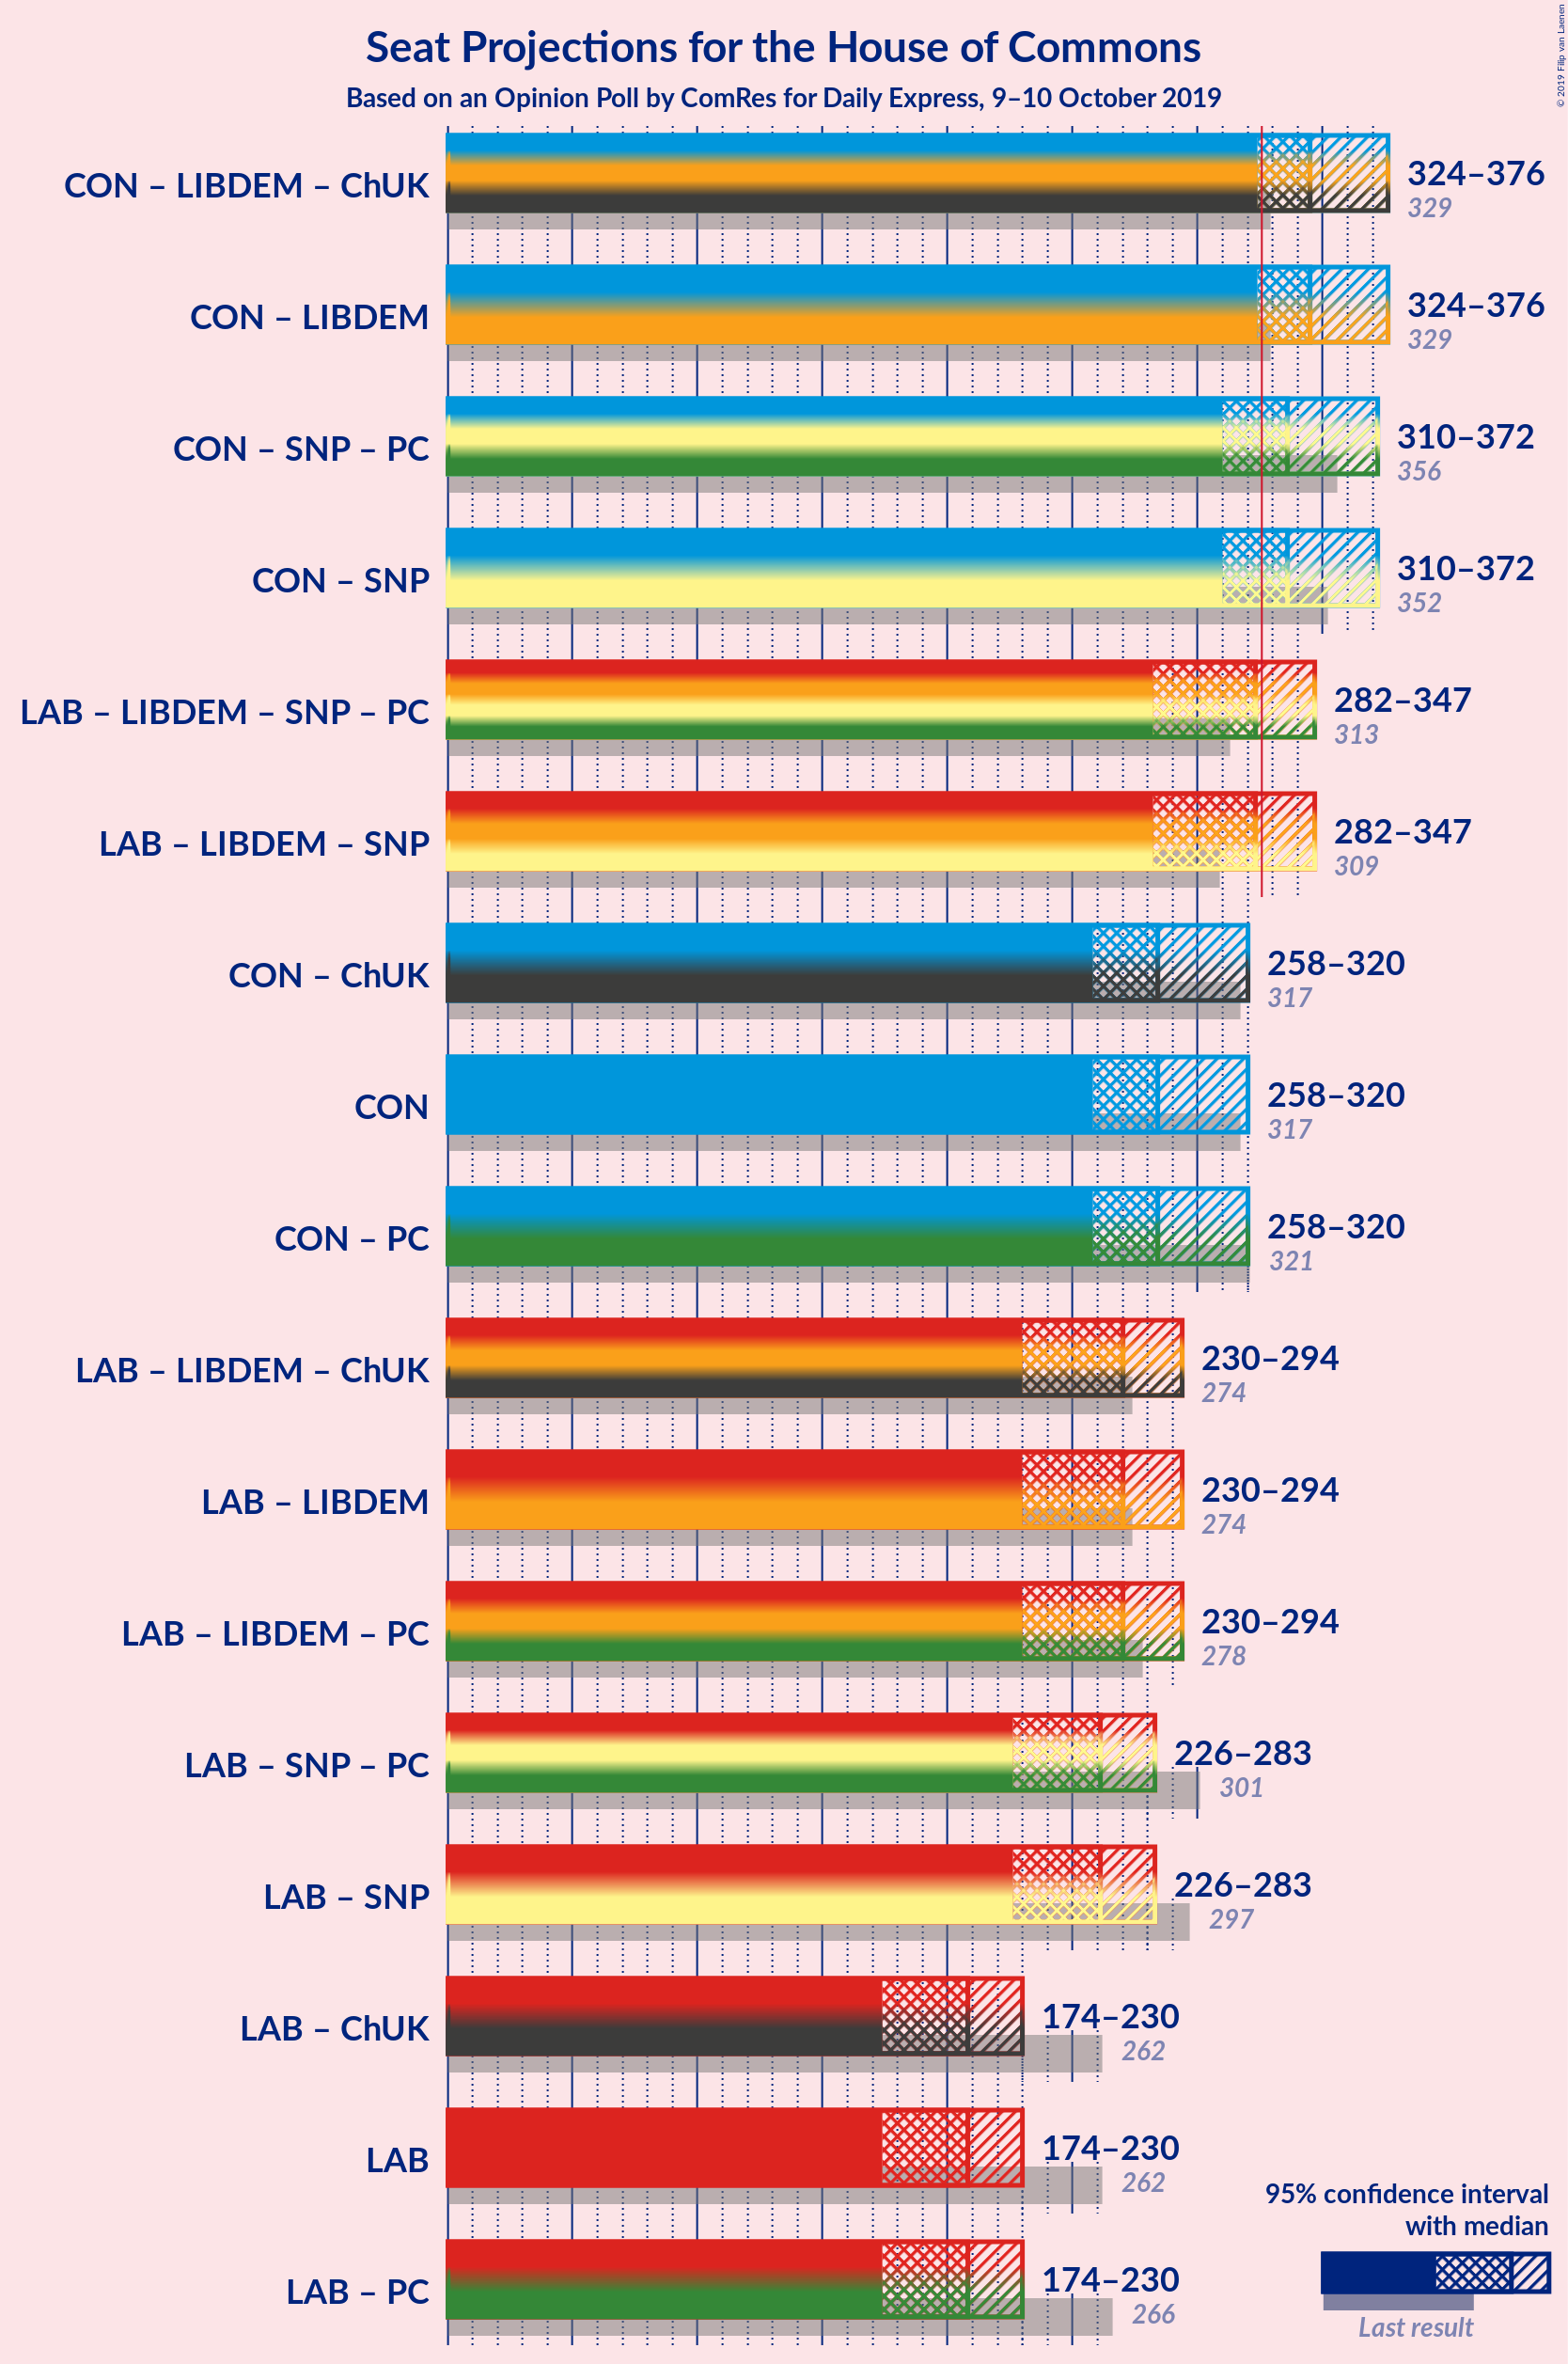 Seat Projections for the House of Commons
Based on an Opinion Poll by ComRes for Daily Express, 9–10 October 2019
© 2019 Filip van Laenen
CON – LIBDEM – ChUK
324–376
329
CON – LIBDEM
324–376
329
CON – SNP – PC
310–372
356
CON – SNP
310–372
352
LAB – LIBDEM – SNP – PC
282–347
313
LAB – LIBDEM – SNP
282–347
309
CON – ChUK
258–320
317
CON
258–320
317
CON – PC
258–320
321
LAB – LIBDEM – ChUK
230–294
274
LAB – LIBDEM
230–294
274
LAB – LIBDEM – PC
230–294
278
LAB – SNP – PC
226–283
301
LAB – SNP
226–283
297
LAB – ChUK
174–230
262
LAB
174–230
262
LAB – PC
174–230
266
95% confidence interval
with median
Last result